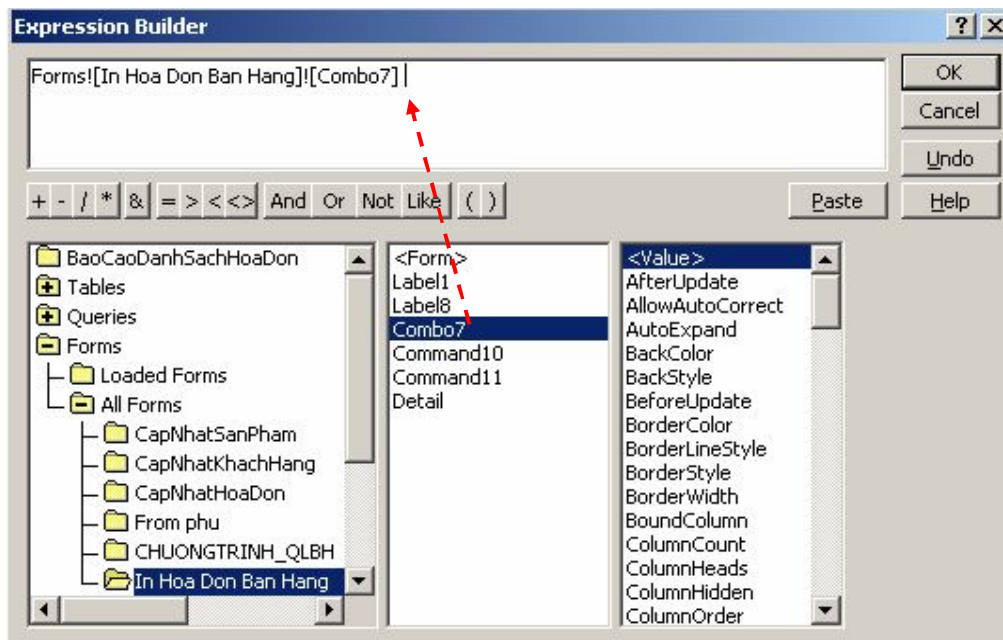 Expression Builder
? X
Forms![In Hoa Don Ban Hang]![Combo7]
OK
Cancel
Undo
Help
+ - / * & = > < <> And Or Not Like ( )
Paste
BaoCaoDanhSachHoaDon
Tables
Queries
Forms
Loaded Forms
All Forms
CapNhatSanPham
CapNhatKhachHang
CapNhatHoaDon
From phu
CHUONGTRINH_QLBH
In Hoa Don Ban Hang
<Form>
Label1
Label8
Combo7
Command10
Command11
Detail
<Value>
AfterUpdate
AllowAutoCorrect
AutoExpand
BackColor
BackStyle
BeforeUpdate
BorderColor
BorderLineStyle
BorderStyle
BorderWidth
BoundColumn
ColumnCount
ColumnHeads
ColumnHidden
ColumnOrder